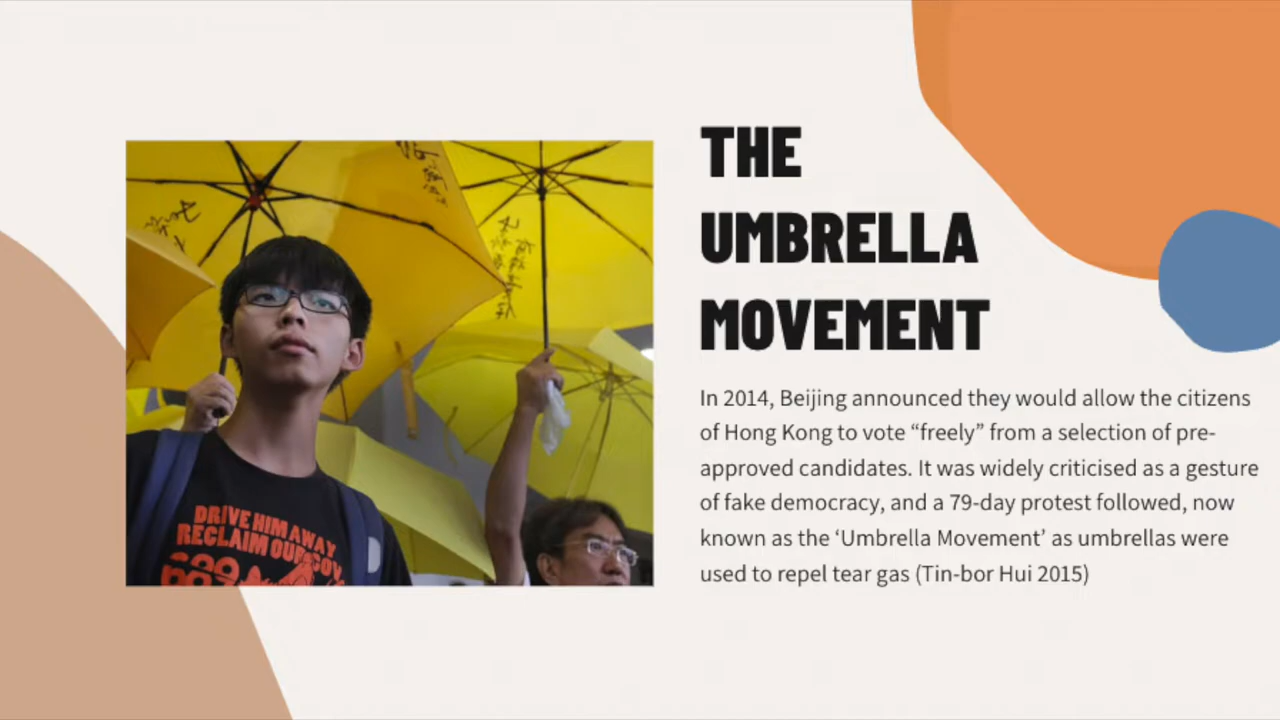 THE
UMBRELLA
MOVEMENT
In 2014, Beijing announced they would allow the citizens
of Hong Kong to vote “freely” from a selection of pre-
approved candidates. It was widely criticised as a gesture
of fake democracy, and a 79-day protest followed, now
known as the ‘Umbrella Movement’ as umbrellas were
used to repel tear gas (Tin-bor Hui 2015)
DRIVE HIM AWAY
RECLAIM OUR GOV
689